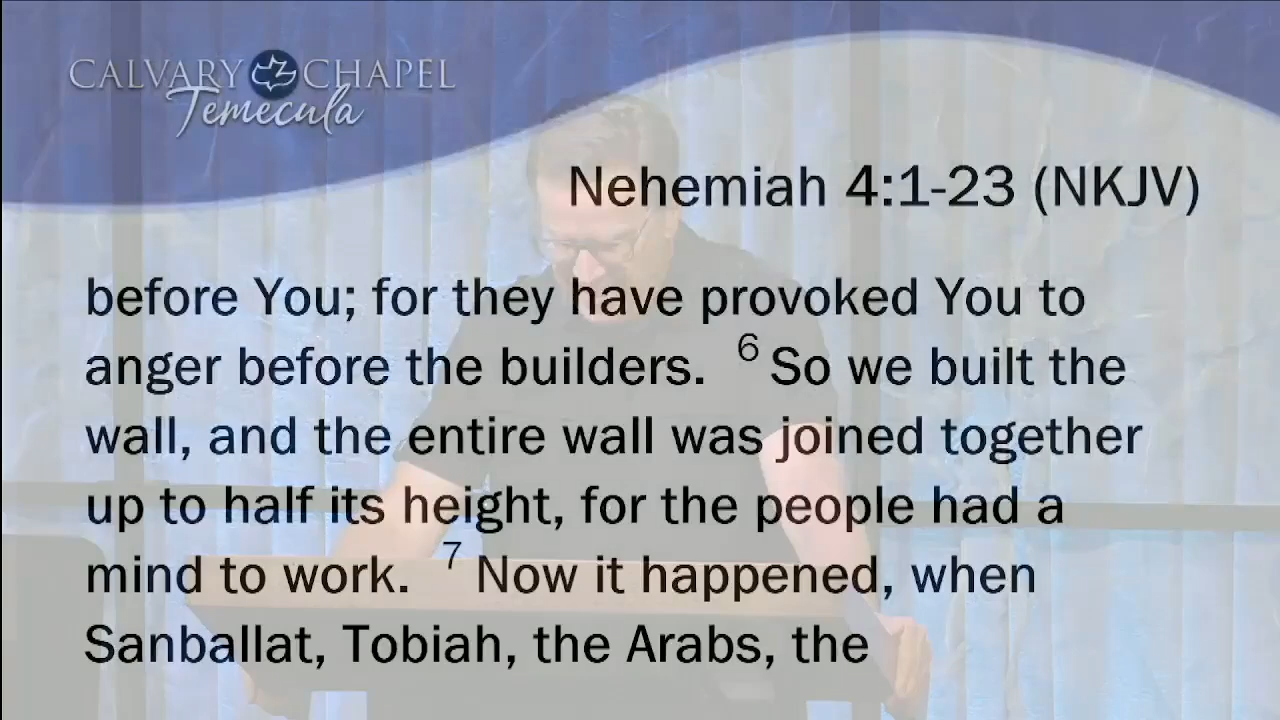 CALVARY CHAPEL
Temecula
Nehemiah 4:1-23 (NKJV)
before You; for they have provoked You to
anger before the builders. 6 So we built the
wall, and the entire wall was joined together
up to half its height, for the people had a
mind to work. 7 Now it happened, when
Sanballat, Tobiah, the Arabs, the